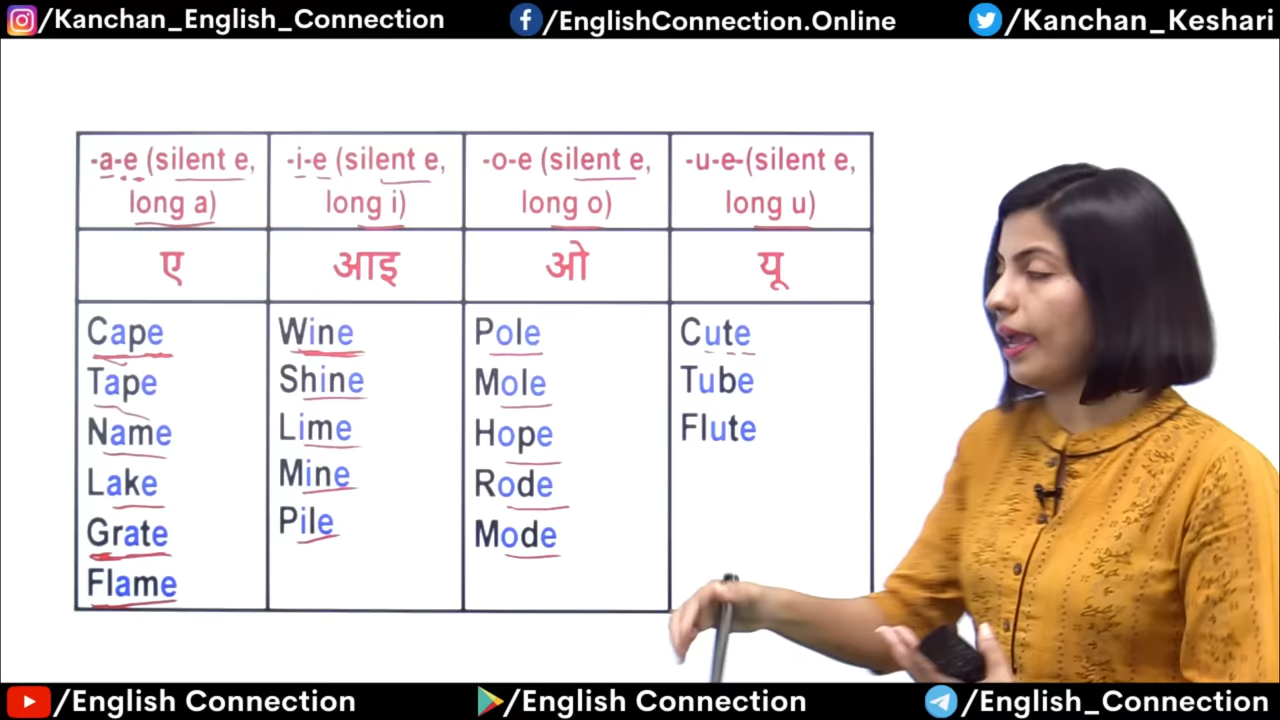 /Kanchan_English_Connection
/EnglishConnection.Online
/Kanchan_Keshari
-a-e (silent e,
long a)
-i-e (silent e,
long i)
-o-e (silent e,
long o)
-u-e-(silent e,
long u)
ए
आइ
ओ
यू
Cape
Tape
Name
Lake
Grate
Flame
Wine
Shine
Lime
Mine
Pile
Pole
Mole
Hope
Rode
Mode
Cute
Tube
Flute
/English Connection
/English Connection
/English_Connection